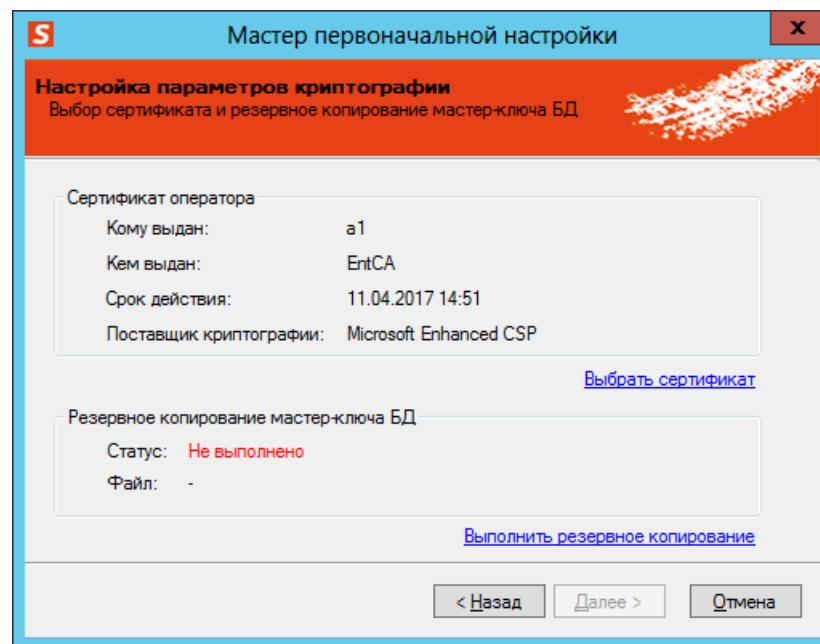 S
Мастер первоначальной настройки
x
Настройка параметров криптографии
Выбор сертификата и резервное копирование мастер-ключа БД
Сертификат оператора
Кому выдан: a1
Кем выдан: EntCA
Срок действия: 11.04.2017 14:51
Поставщик криптографии: Microsoft Enhanced CSP
Выбрать сертификат
Резервное копирование мастер-ключа БД
Статус: Не выполнено
Файл: -
Выполнить резервное копирование
< Назад Далее > Отмена